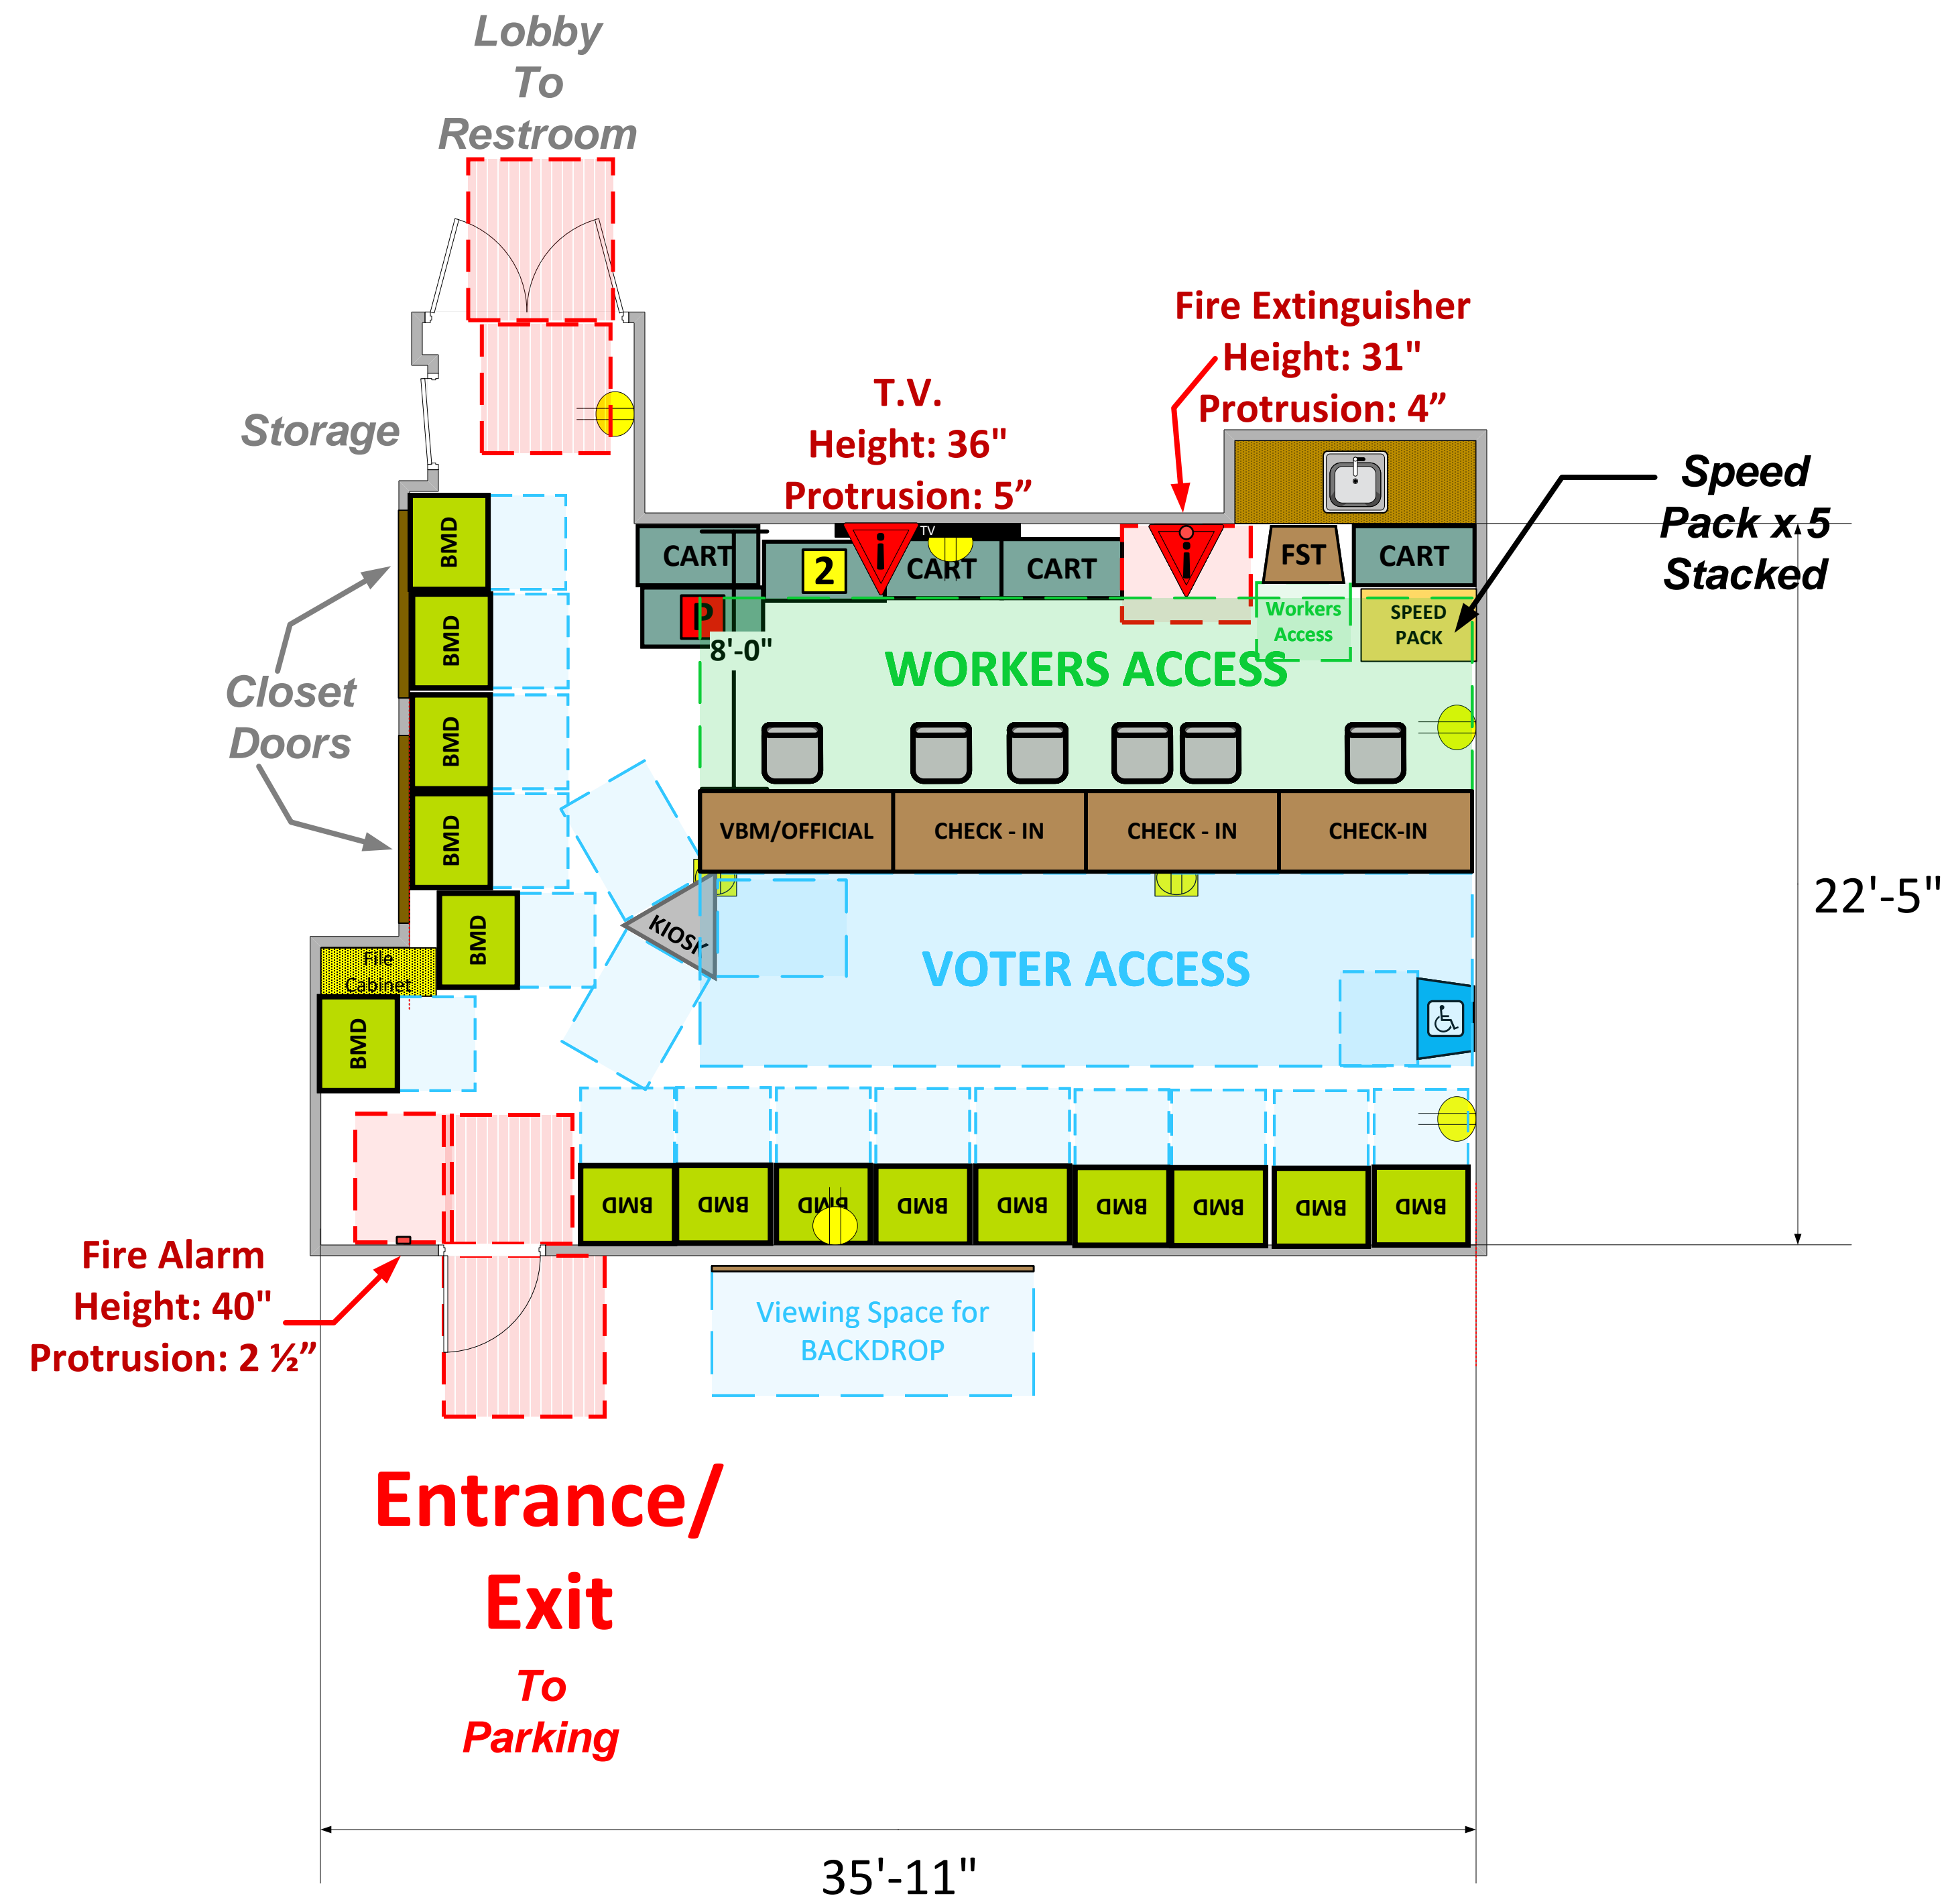 Lobby
To
Restroom
Fire Extinguisher
Height: 31"
Protrusion: 4”
T.V.
Height: 36"
Protrusion: 5”
Storage
Speed
Pack x 5
Stacked
TV
CART
2
CART
CART
FST
CART
P
Workers
Access
SPEED
PACK
8'-0"
WORKERS ACCESS
BMD
BMD
BMD
BMD
BMD
BMD
Closet
Doors
VBM/OFFICIAL
CHECK - IN
CHECK - IN
CHECK-IN
22'-5"
KIOSK
VOTER ACCESS
File
Cabinet
BMD
BMD
BMD
BMD
BMD
BMD
BMD
BMD
BMD
Fire Alarm
Height: 40"
Protrusion: 2 ½”
Viewing Space for
BACKDROP
Entrance/
Exit
To
Parking
35'-11"